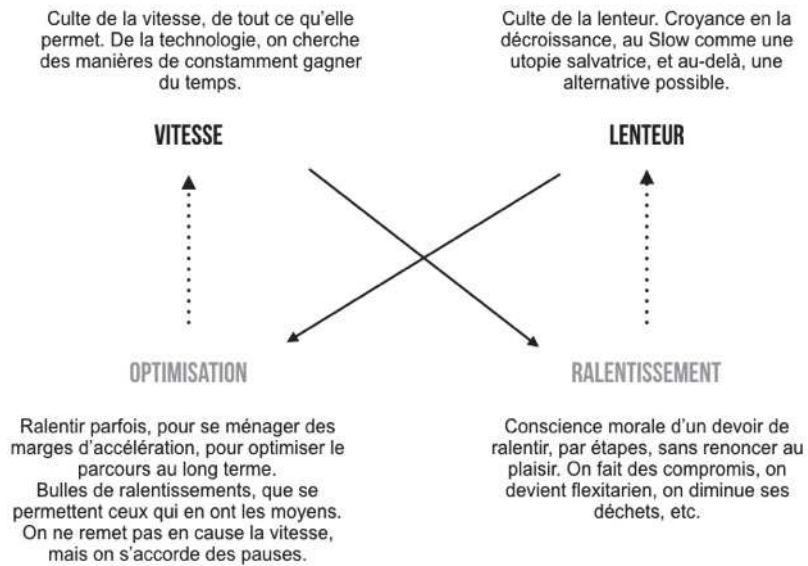 Culte de la vitesse, de tout ce qu'elle
permet. De la technologie, on cherche
des manières de constamment gagner
du temps.
VITESSE
Culte de la lenteur. Croyance en la
décroissance, au Slow comme une
utopie salvatrice, et au-delà, une
alternative possible.
LENTEUR
OPTIMISATION
Ralentir parfois, pour se ménager des
marges d'accélération, pour optimiser le
parcours au long terme.
Bulles de ralentissements, que se
permettent ceux qui en ont les moyens.
On ne remet pas en cause la vitesse,
mais on s'accorde des pauses.
RALENTISSEMENT
Conscience morale d'un devoir de
ralentir, par étapes, sans renoncer au
plaisir. On fait des compromis, on
devient flexitarien, on diminue ses
déchets, etc.